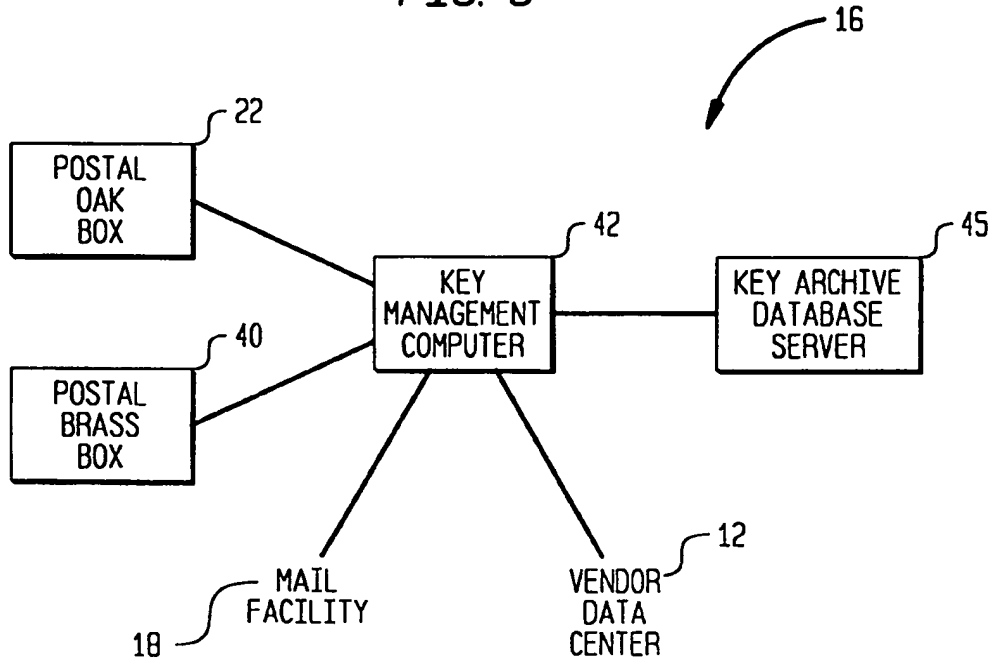 16
22
POSTAL
OAK
BOX
42
KEY
MANAGEMENT
COMPUTER
45
KEY ARCHIVE
DATABASE
SERVER
40
POSTAL
BRASS
BOX
12
MAIL
FACILITY
18
VENDOR
DATA
CENTER